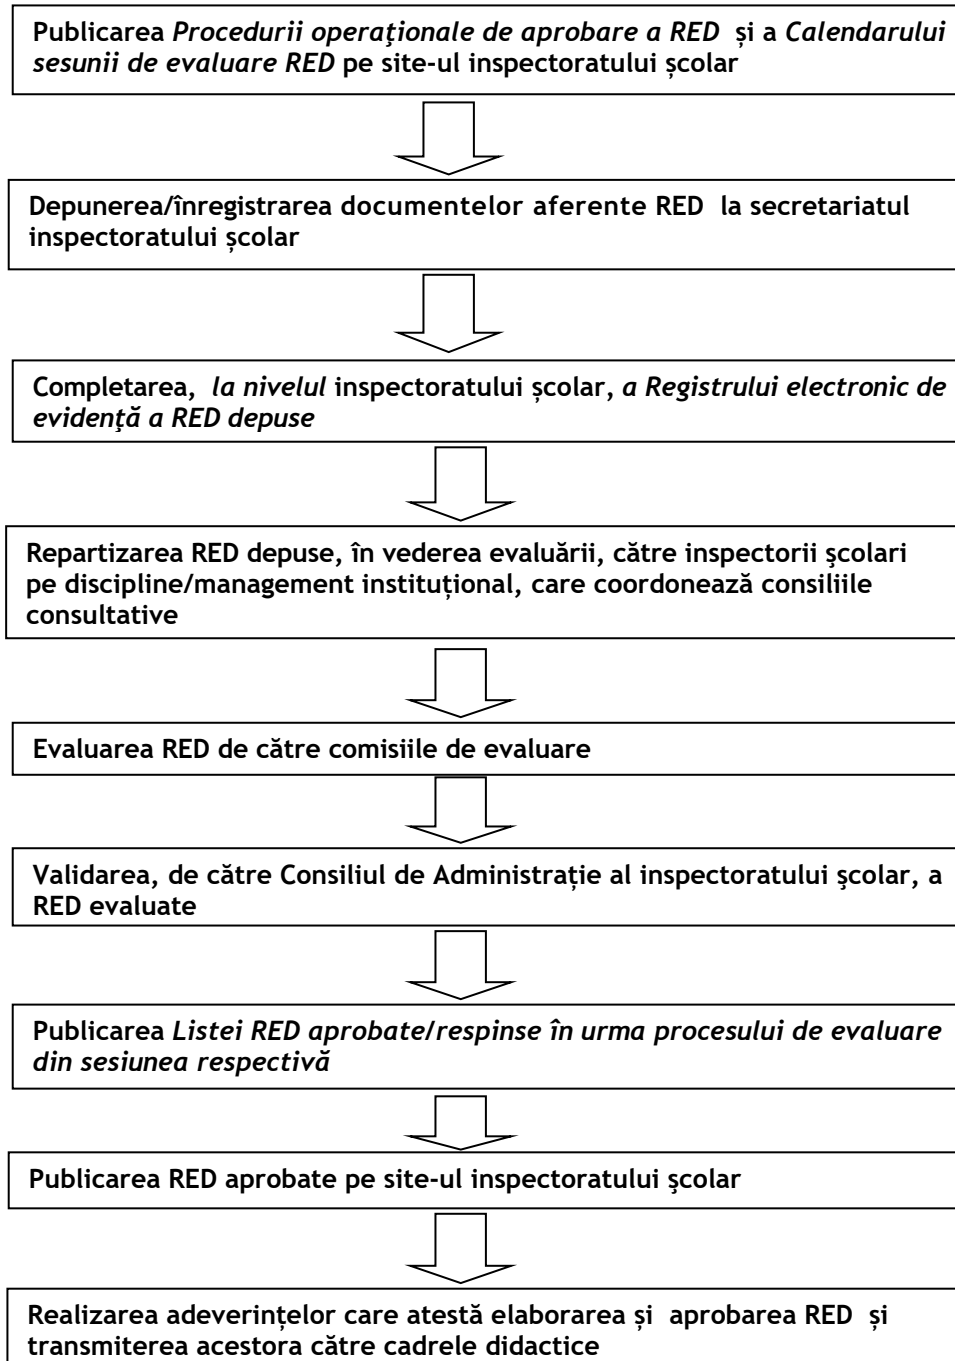 Publicarea Procedurii operaţionale de aprobare a RED și a Calendarului
sesunii de evaluare RED pe site-ul inspectoratului școlar
Depunerea/înregistrarea documentelor aferente RED la secretariatul
inspectoratului școlar
Completarea, la nivelul inspectoratului școlar, a Registrului electronic de
evidenţă a RED depuse
Repartizarea RED depuse, în vederea evaluării, către inspectorii şcolari
pe discipline/management instituțional, care coordonează consiliile
consultative
Evaluarea RED de către comisiile de evaluare
Validarea, de către Consiliul de Administrație al inspectoratului şcolar, a
RED evaluate
Publicarea Listei RED aprobate/respinse în urma procesului de evaluare
din sesiunea respectivă
Publicarea RED aprobate pe site-ul inspectoratului şcolar
Realizarea adeverințelor care atestă elaborarea și aprobarea RED și
transmiterea acestora către cadrele didactice